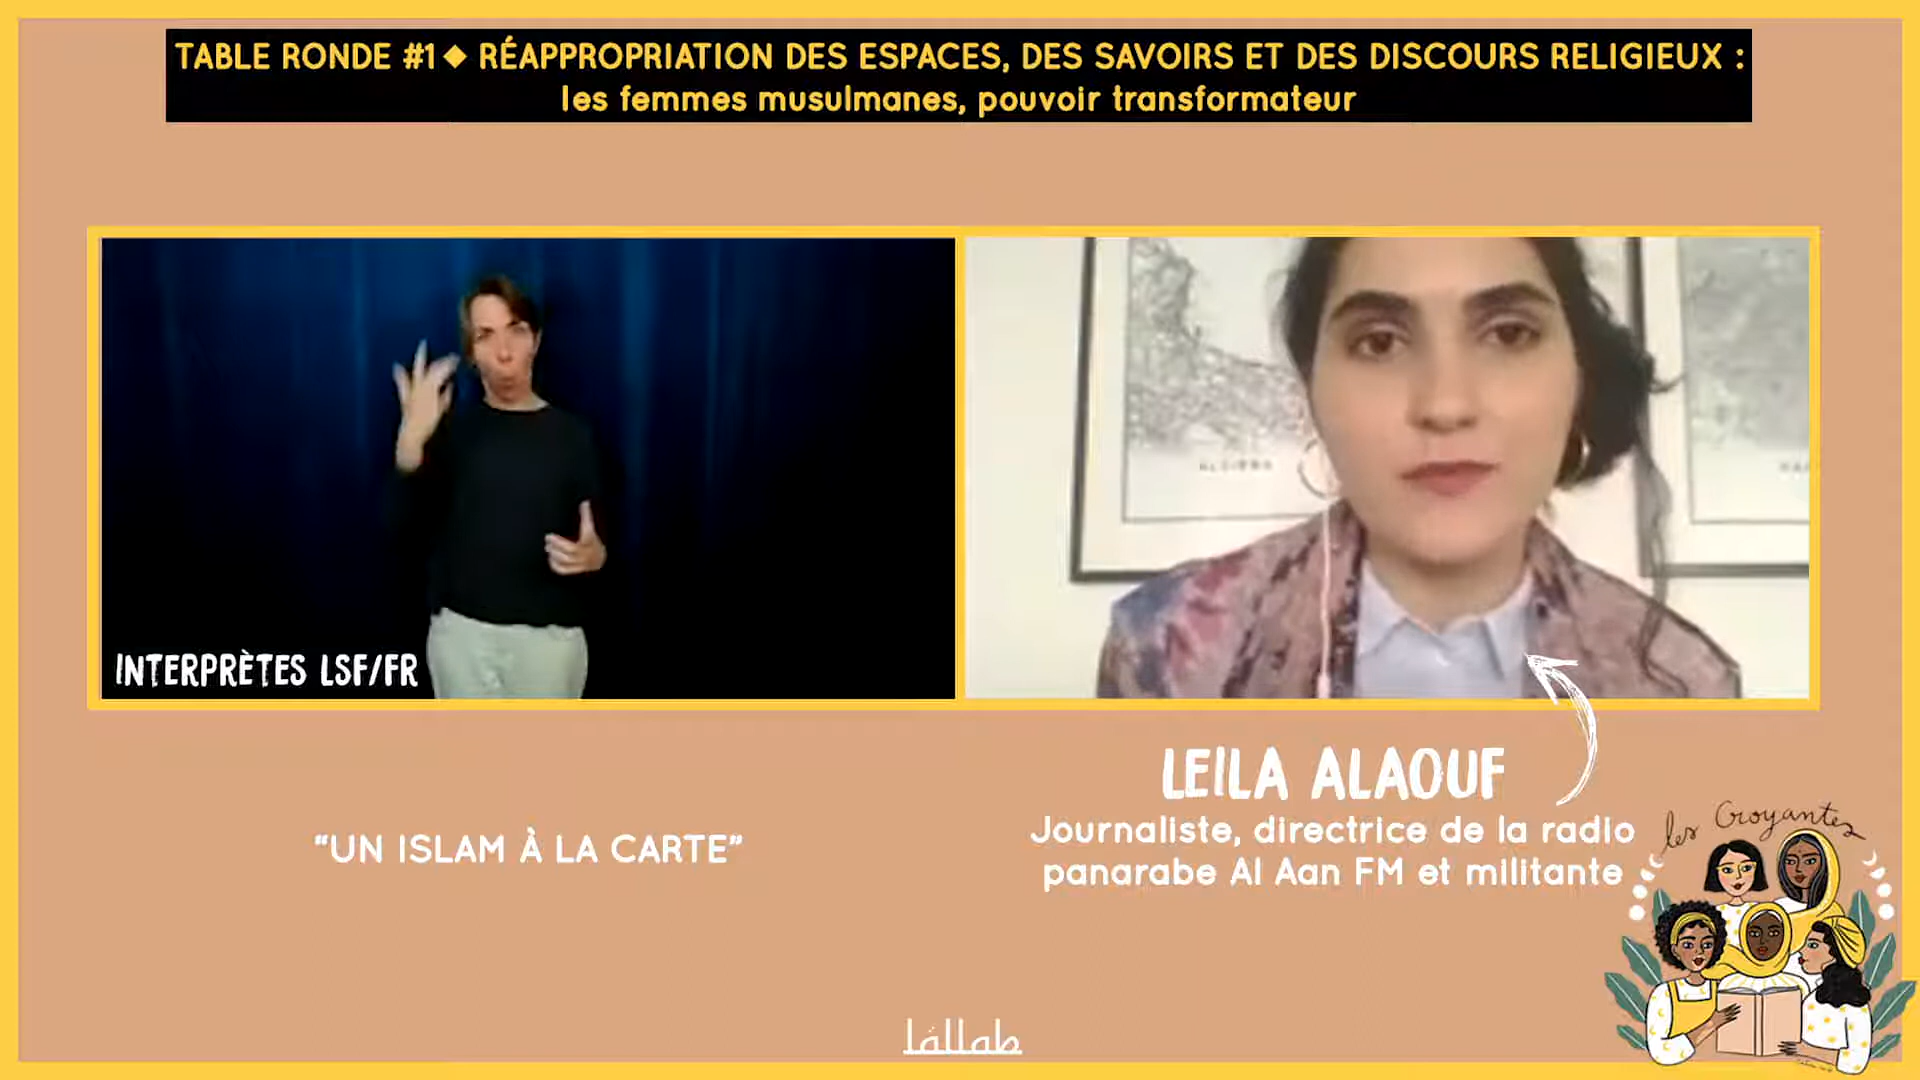 TABLE RONDE #1◆ RÉAPPROPRIATION DES ESPACES, DES SAVOIRS ET DES DISCOURS RELIGIEUX :
les femmes musulmanes, pouvoir transformateur
ALGIERS
INTERPRÈTES LSF/FR
LEILA ALAOUF
Journaliste, directrice de la radio
panarabe Al Aan FM et militante
“UN ISLAM À LA CARTE”
les Croyantes
lállab